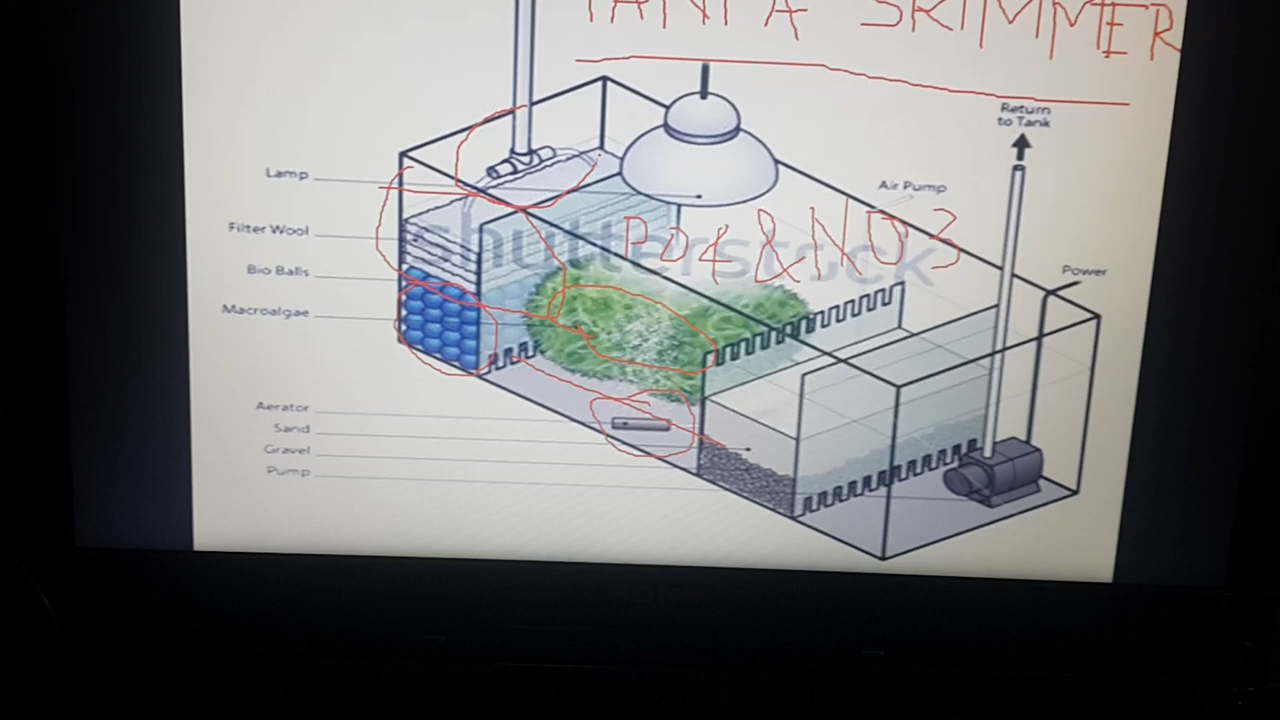 TANPA SKIMMER
Return
to Tank
Lamp
Air Pump
Filter Wool
PO4 & NO3
shutterstock
Power
Bio Balls
Macroalgae
Aerator
Sand
Gravel
Pump